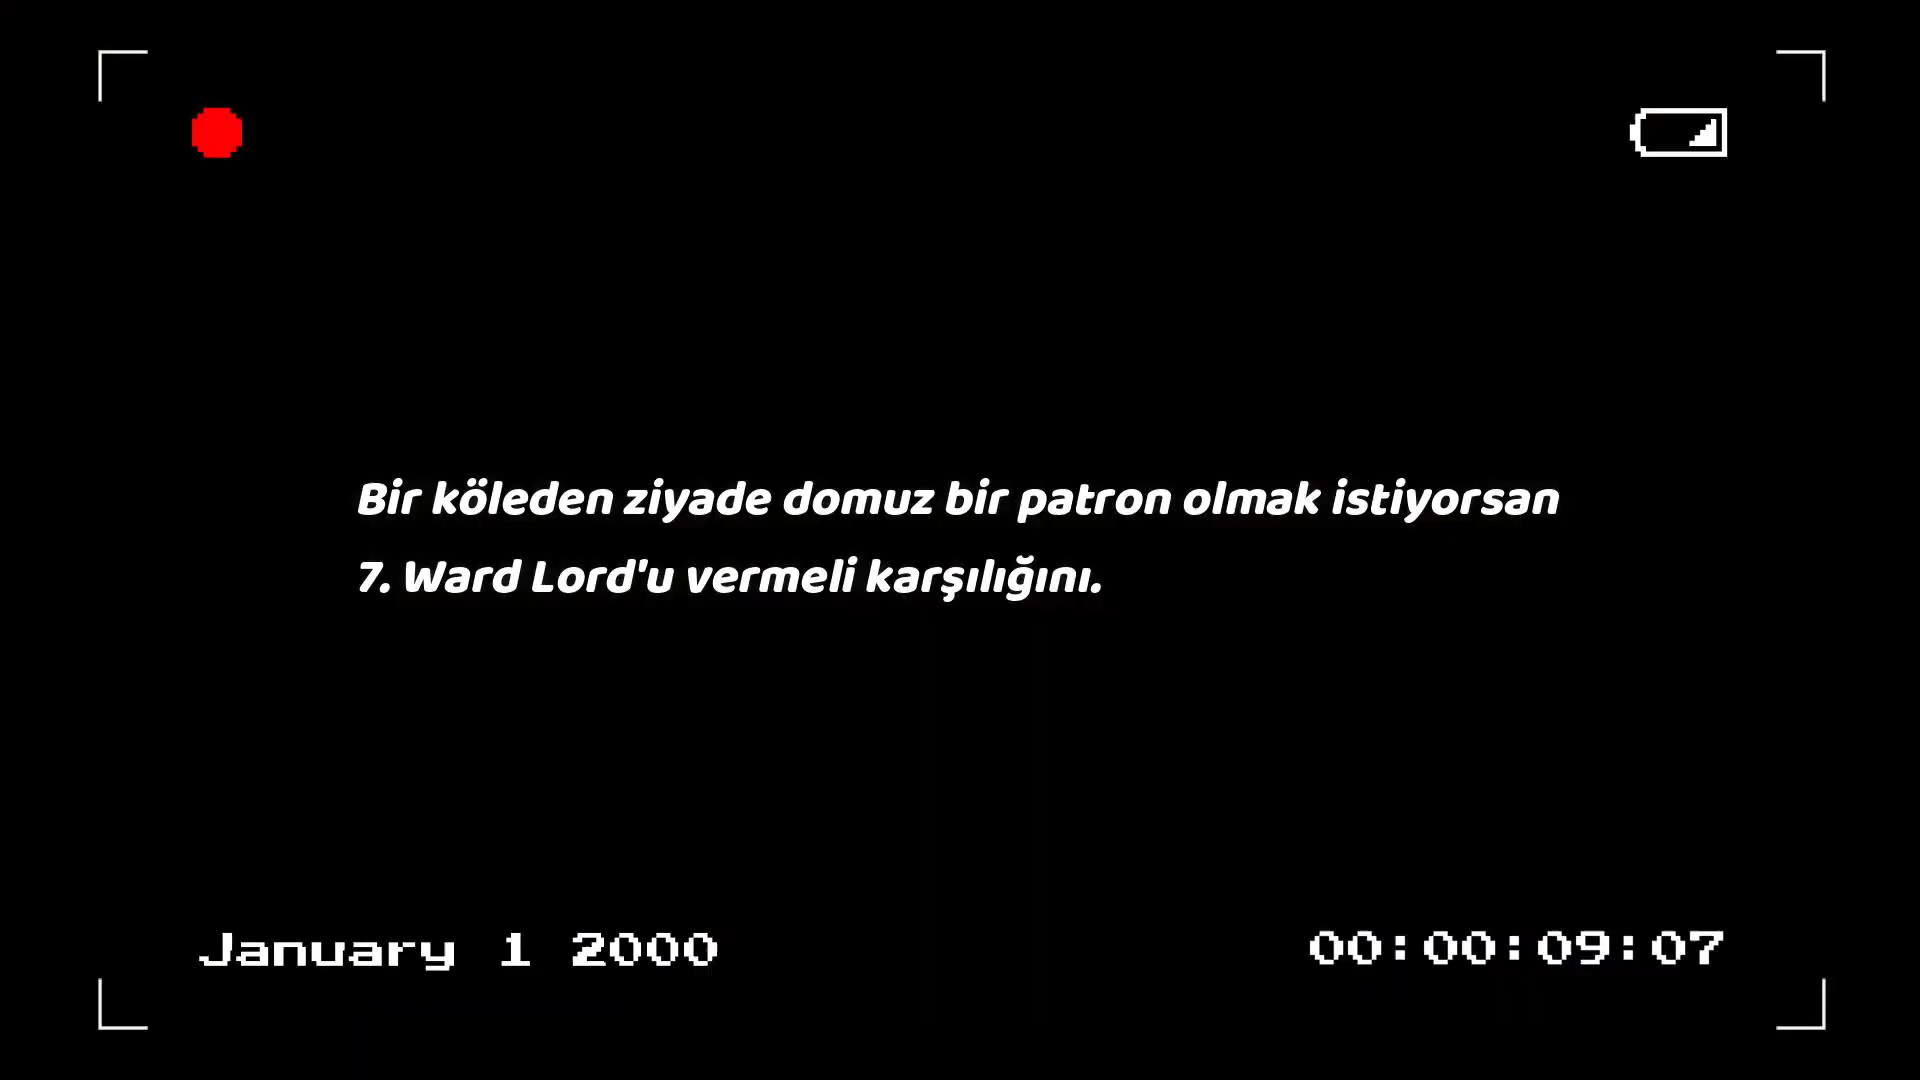 Bir köleden ziyade domuz bir patron olmak istiyorsan
7. Ward Lord'u vermeli karşılığını.
January 1 2000
00:00:09:07